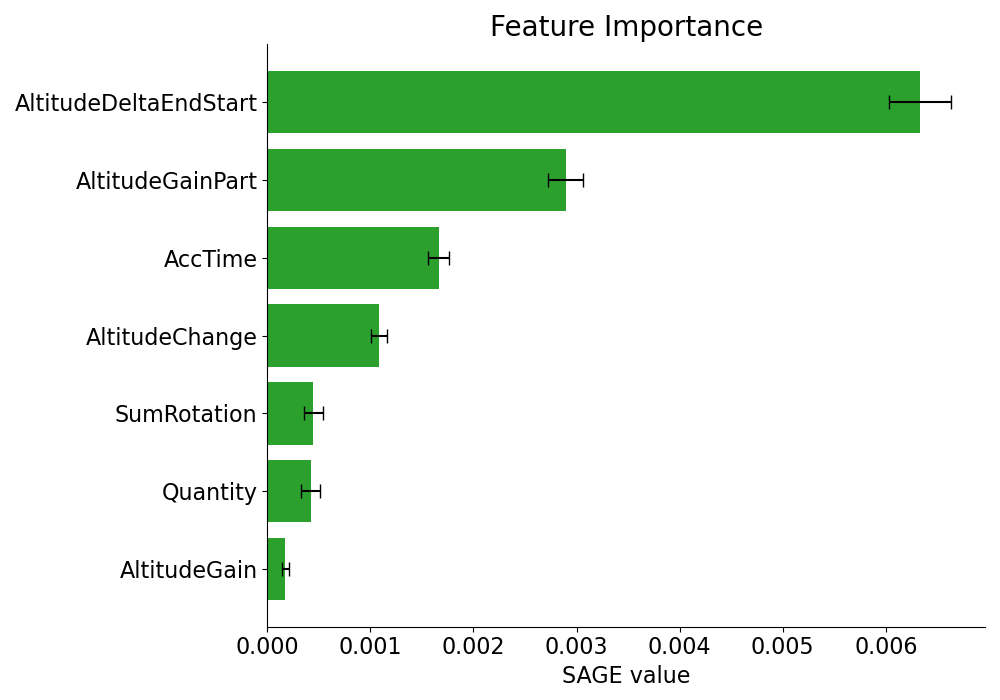 Feature Importance
AltitudeDeltaEndStart
AltitudeGainPart
AccTime
AltitudeChange
SumRotation
Quantity
AltitudeGain
0.000 0.001 0.002 0.003 0.004 0.005 0.006
SAGE value